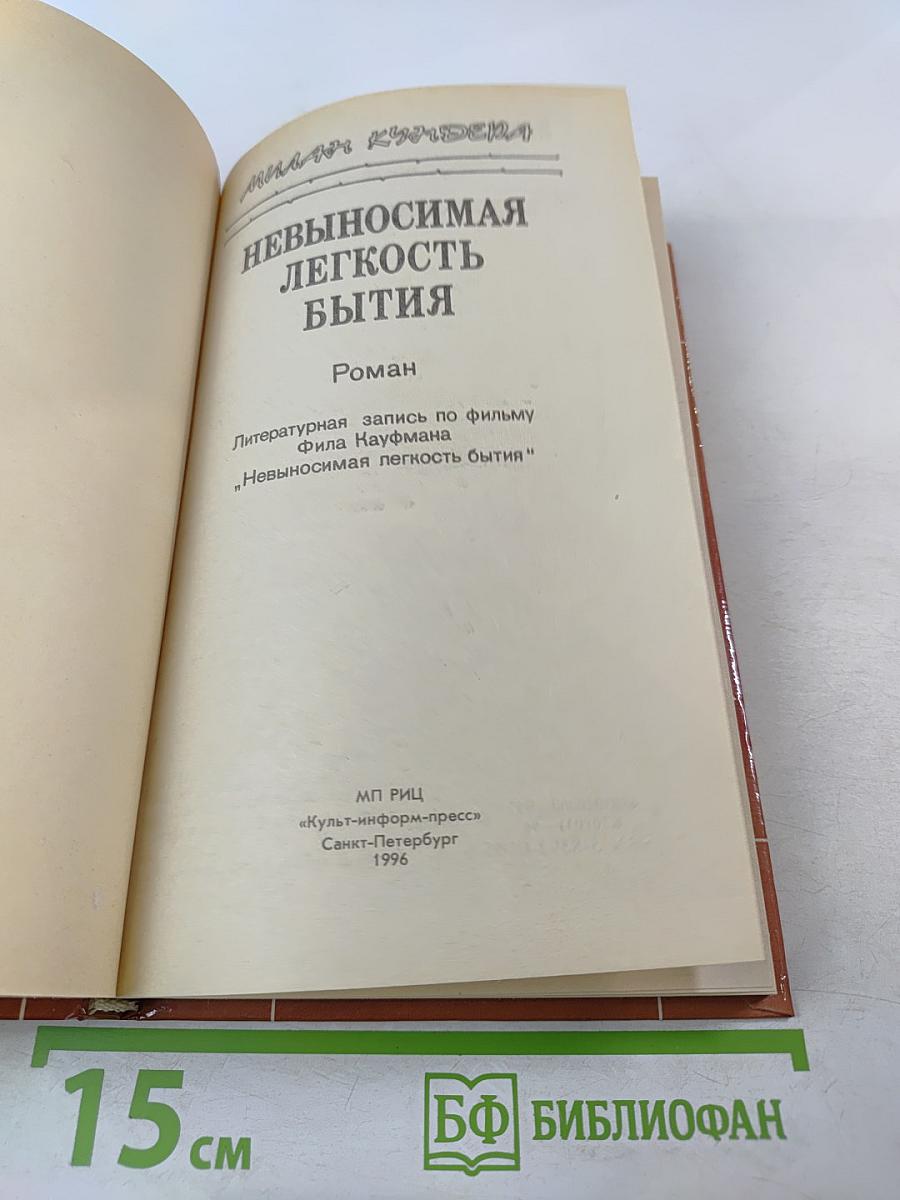 МИЛАН КУНДЕРА
НЕВЫНОСИМАЯ
ЛЕГКОСТЬ
БЫТИЯ
Роман
Литературная запись по фильму
Фила Кауфмана
„Невыносимая легкость бытия"
МП РИЦ
«Культ-информ-пресс»
Санкт-Петербург
1996
15 см
БФ БИБЛИОФАН